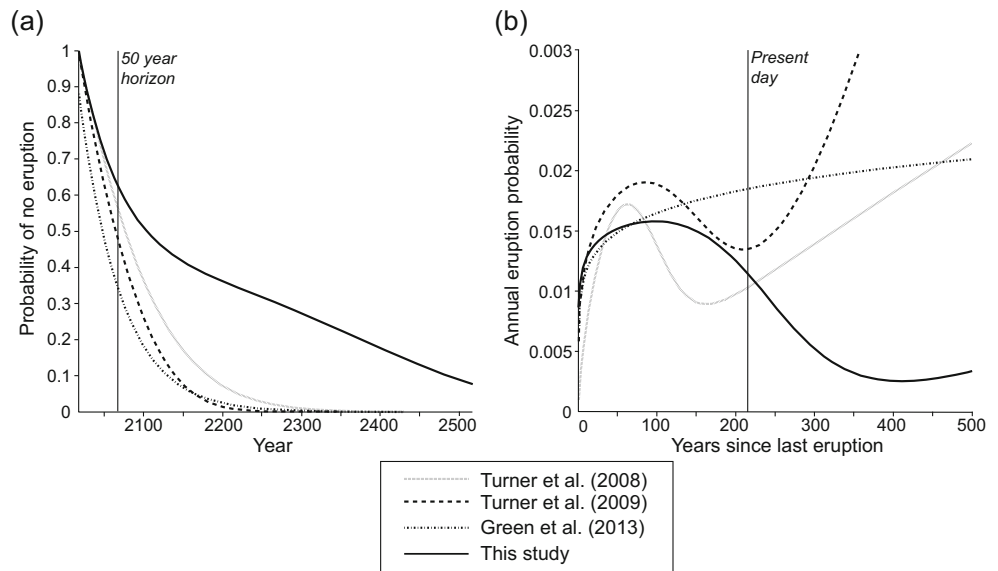 (a)
1
0.9
0.8
0.7
0.6
0.5
0.4
0.3
0.2
0.1
0
Probability of no eruption
50 year
horizon
2100
2200
2300
2400
2500
Year
(b)
0.003
0.025
0.02
0.015
0.01
0.005
0
Annual eruption probability
Present
day
0
100
200
300
400
500
Years since last eruption
Turner et al. (2008)
Turner et al. (2009)
Green et al. (2013)
This study